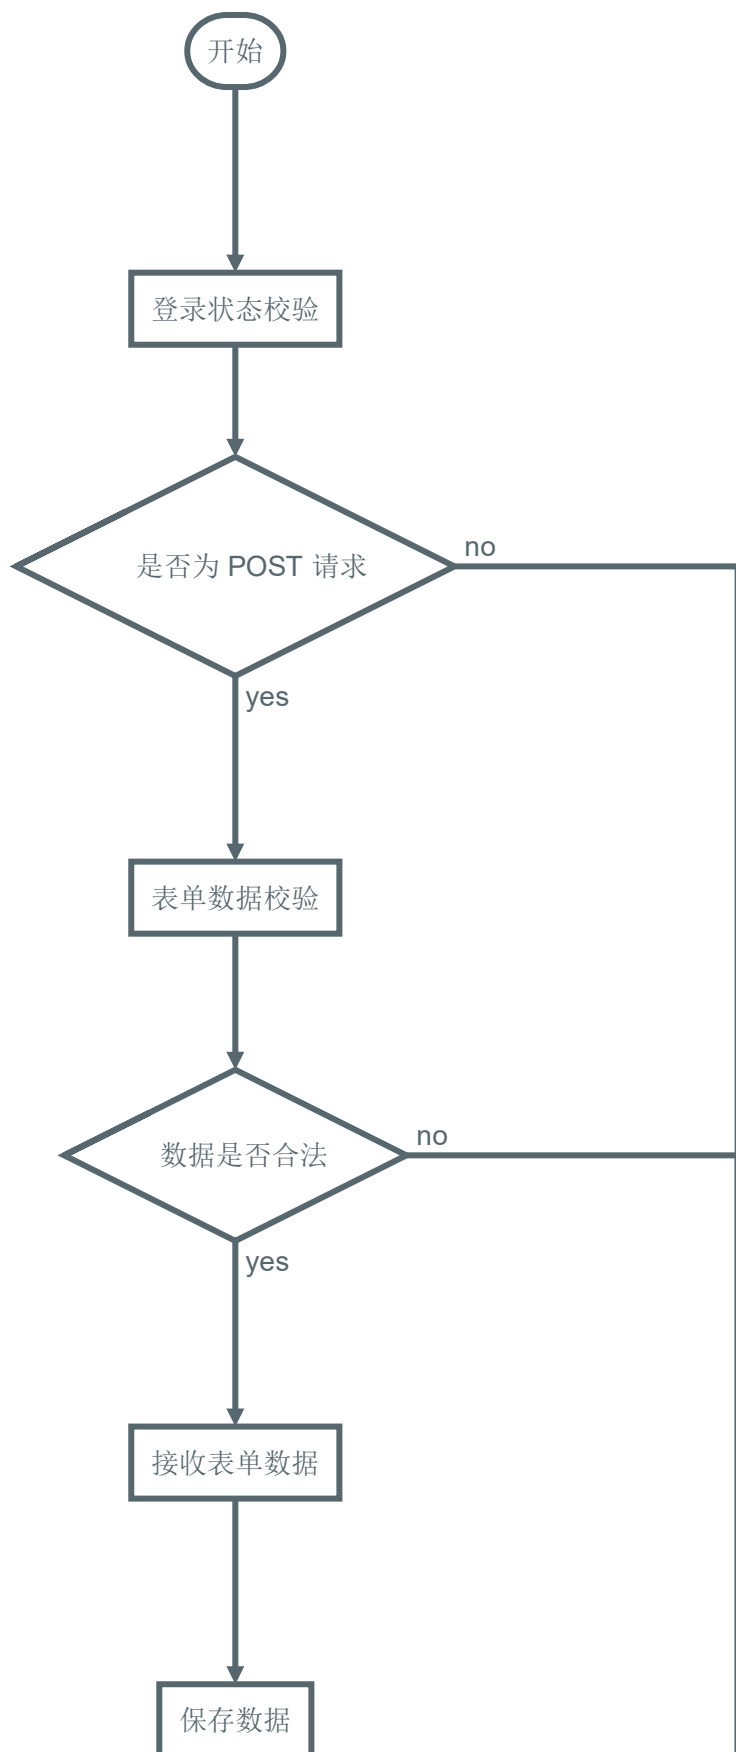 开始
登录状态校验
是否为 POST 请求
no
yes
表单数据校验
数据是否合法
no
yes
接收表单数据
保存数据